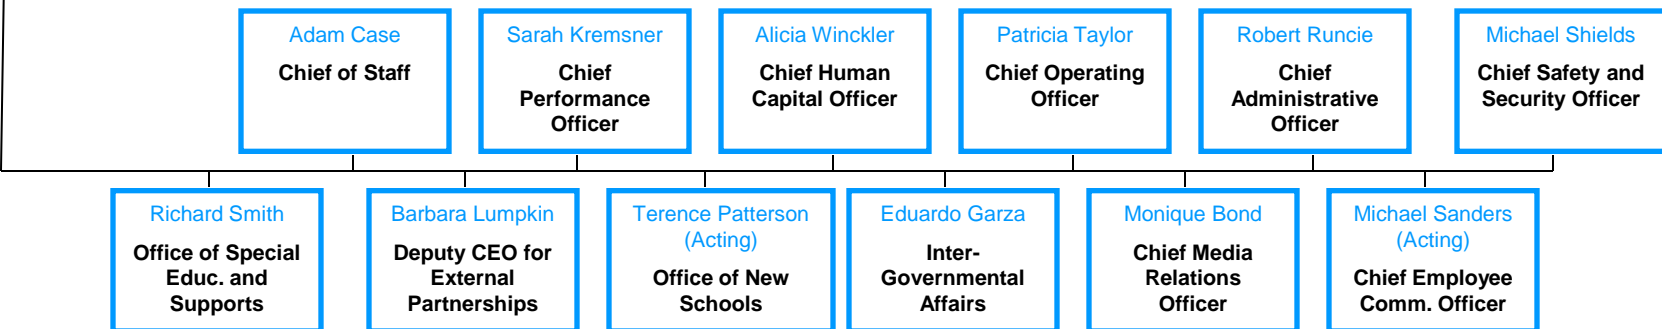 Adam Case
Chief of Staff
Sarah Kremsner
Chief
Performance
Officer
Alicia Winckler
Chief Human
Capital Officer
Patricia Taylor
Chief Operating
Officer
Robert Runcie
Chief
Administrative
Officer
Michael Shields
Chief Safety and
Security Officer
Richard Smith
Office of Special
Educ. and
Supports
Barbara Lumpkin
Deputy CEO for
External
Partnerships
Terence Patterson
(Acting)
Office of New
Schools
Eduardo Garza
Inter-
Governmental
Affairs
Monique Bond
Chief Media
Relations
Officer
Michael Sanders
(Acting)
Chief Employee
Comm. Officer